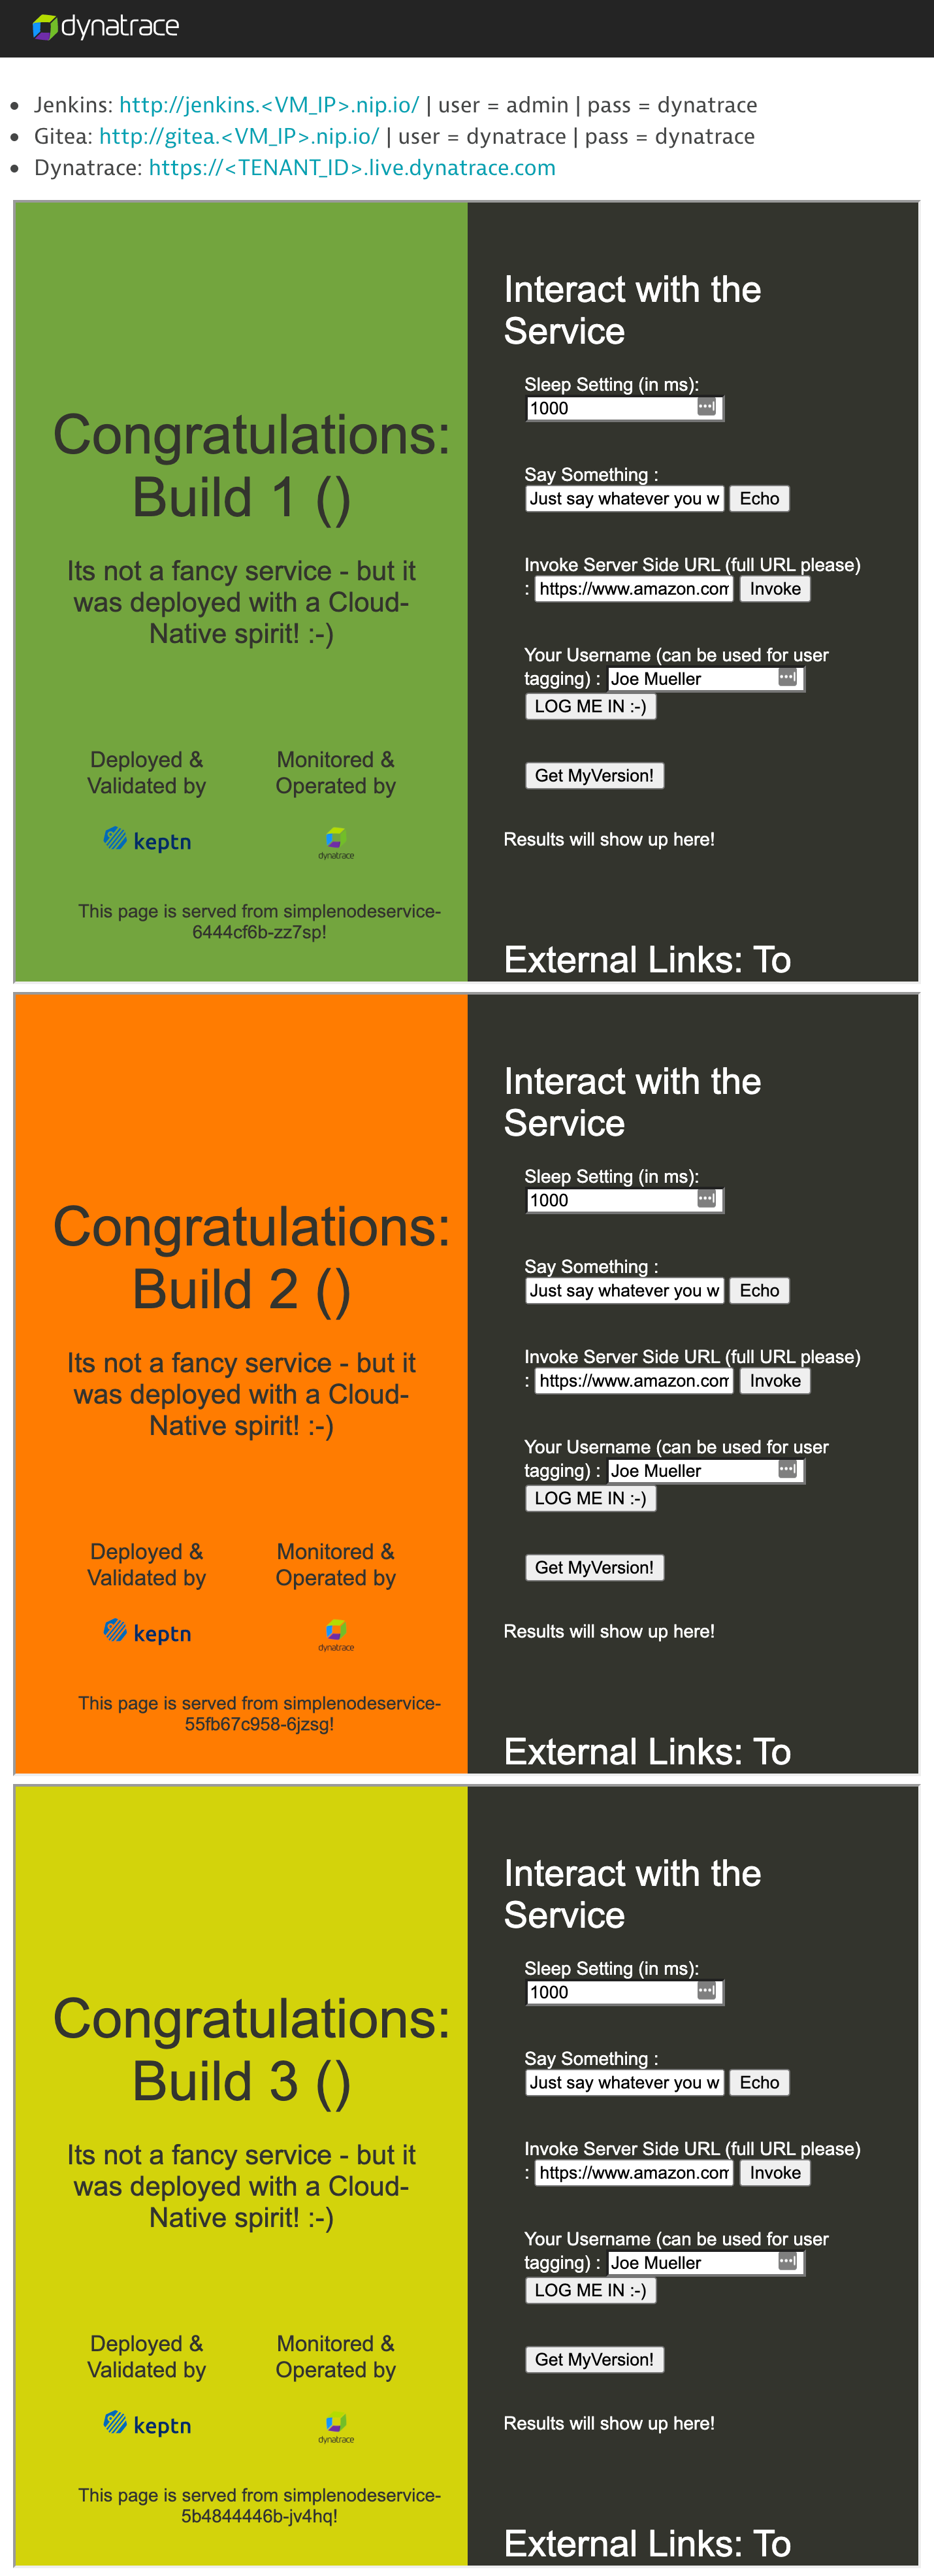 dynatrace
Jenkins: http://jenkins.<VM_IP>.nip.io/ | user = admin | pass = dynatrace
Gitea: http://gitea.<VM_IP>.nip.io/ | user = dynatrace | pass = dynatrace
Dynatrace: https://<TENANT_ID>.live.dynatrace.com
Congratulations:
Build 1 ()
Its not a fancy service - but it
was deployed with a Cloud-
Native spirit! :-)
Deployed &
Validated by
keptn
Monitored &
Operated by
dynatrace
This page is served from simplenodeservice-
6444cf6b-zz7sp!
Interact with the
Service
Sleep Setting (in ms):
1000
Say Something :
Just say whatever you w Echo
Invoke Server Side URL (full URL please)
: https://www.amazon.com Invoke
Your Username (can be used for user
tagging) : Joe Mueller
LOG ME IN :-)
Get MyVersion!
Results will show up here!
External Links: To
Congratulations:
Build 2 ()
Its not a fancy service - but it
was deployed with a Cloud-
Native spirit! :-)
Deployed &
Validated by
keptn
Monitored &
Operated by
dynatrace
This page is served from simplenodeservice-
55fb67c958-6jzsg!
Interact with the
Service
Sleep Setting (in ms):
1000
Say Something :
Just say whatever you w Echo
Invoke Server Side URL (full URL please)
: https://www.amazon.com Invoke
Your Username (can be used for user
tagging) : Joe Mueller
LOG ME IN :-)
Get MyVersion!
Results will show up here!
External Links: To
Congratulations:
Build 3 ()
Its not a fancy service - but it
was deployed with a Cloud-
Native spirit! :-)
Deployed &
Validated by
keptn
Monitored &
Operated by
dynatrace
This page is served from simplenodeservice-
5b4844446b-jv4hq!
Interact with the
Service
Sleep Setting (in ms):
1000
Say Something :
Just say whatever you w Echo
Invoke Server Side URL (full URL please)
: https://www.amazon.com Invoke
Your Username (can be used for user
tagging) : Joe Mueller
LOG ME IN :-)
Get MyVersion!
Results will show up here!
External Links: To